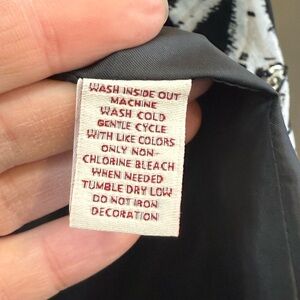 WASH INSIDE OUT
MACHINE
WASH COLD
GENTLE CYCLE
WITH LIKE COLORS
ONLY NON-
CHLORINE BLEACH
WHEN NEEDED
TUMBLE DRY LOW
DO NOT IRON
DECORATION